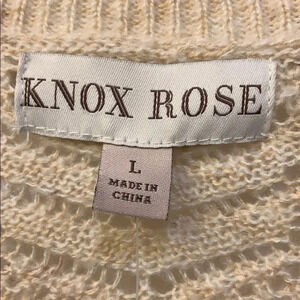 KNOX ROSE
L
MADE IN
CHINA